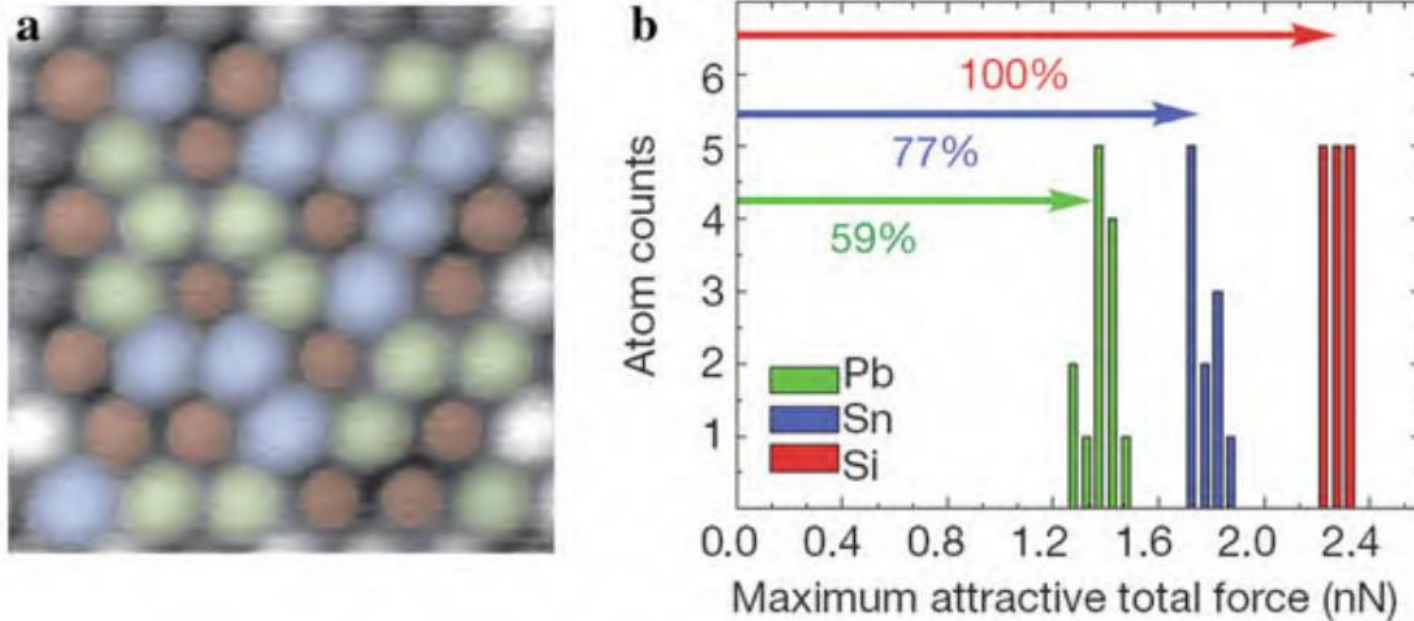 a
b
100%
77%
59%
Atom counts
6
5
4
3
2
1
Pb
Sn
Si
0.0 0.4 0.8 1.2 1.6 2.0 2.4
Maximum attractive total force (nN)